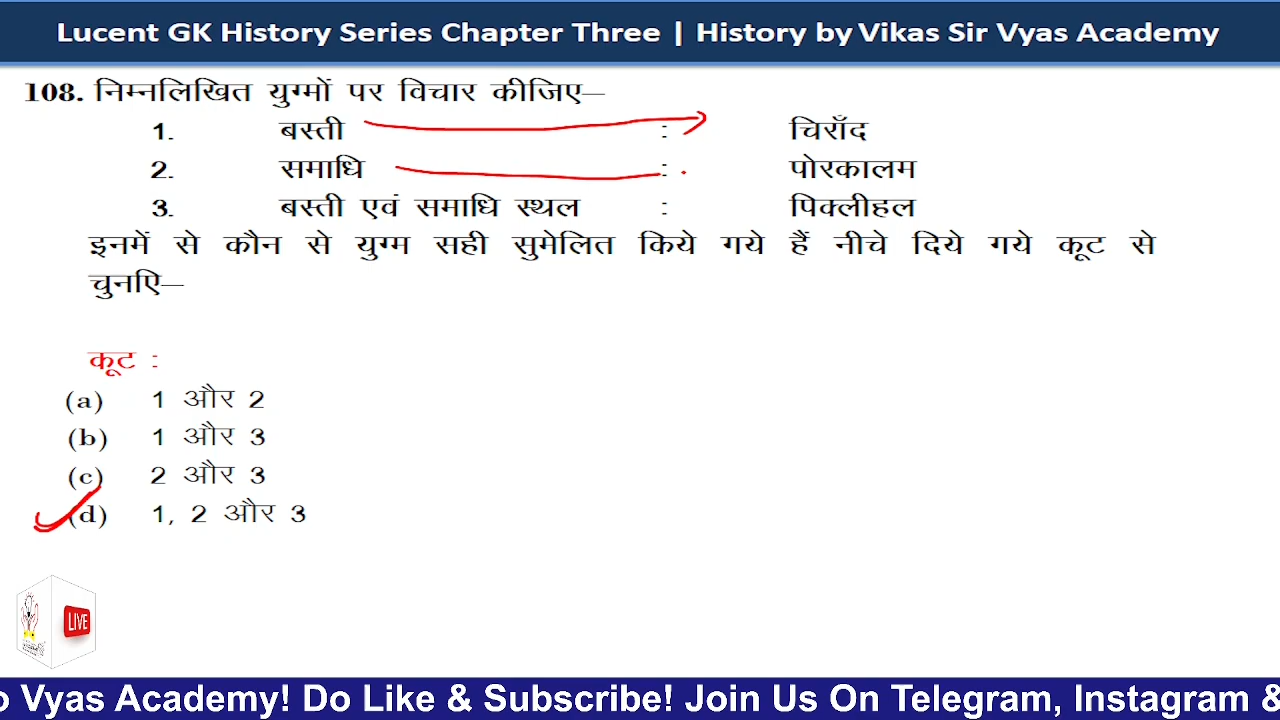 Lucent GK History Series Chapter Three | History by Vikas Sir Vyas Academy
108. निम्नलिखित युग्मों पर विचार कीजिए–
1. बस्ती : चिराँद
2. समाधि : पोरकालम
3. बस्ती एवं समाधि स्थल : पिक्लीहल
इनमें से कौन से युग्म सही सुमेलित किये गये हैं नीचे दिये गये कूट से
चुनिए–
कूट :
(a) 1 और 2
(b) 1 और 3
(c) 2 और 3
(d) 1, 2 और 3
LIVE
o Vyas Academy! Do Like & Subscribe! Join Us On Telegram, Instagram &